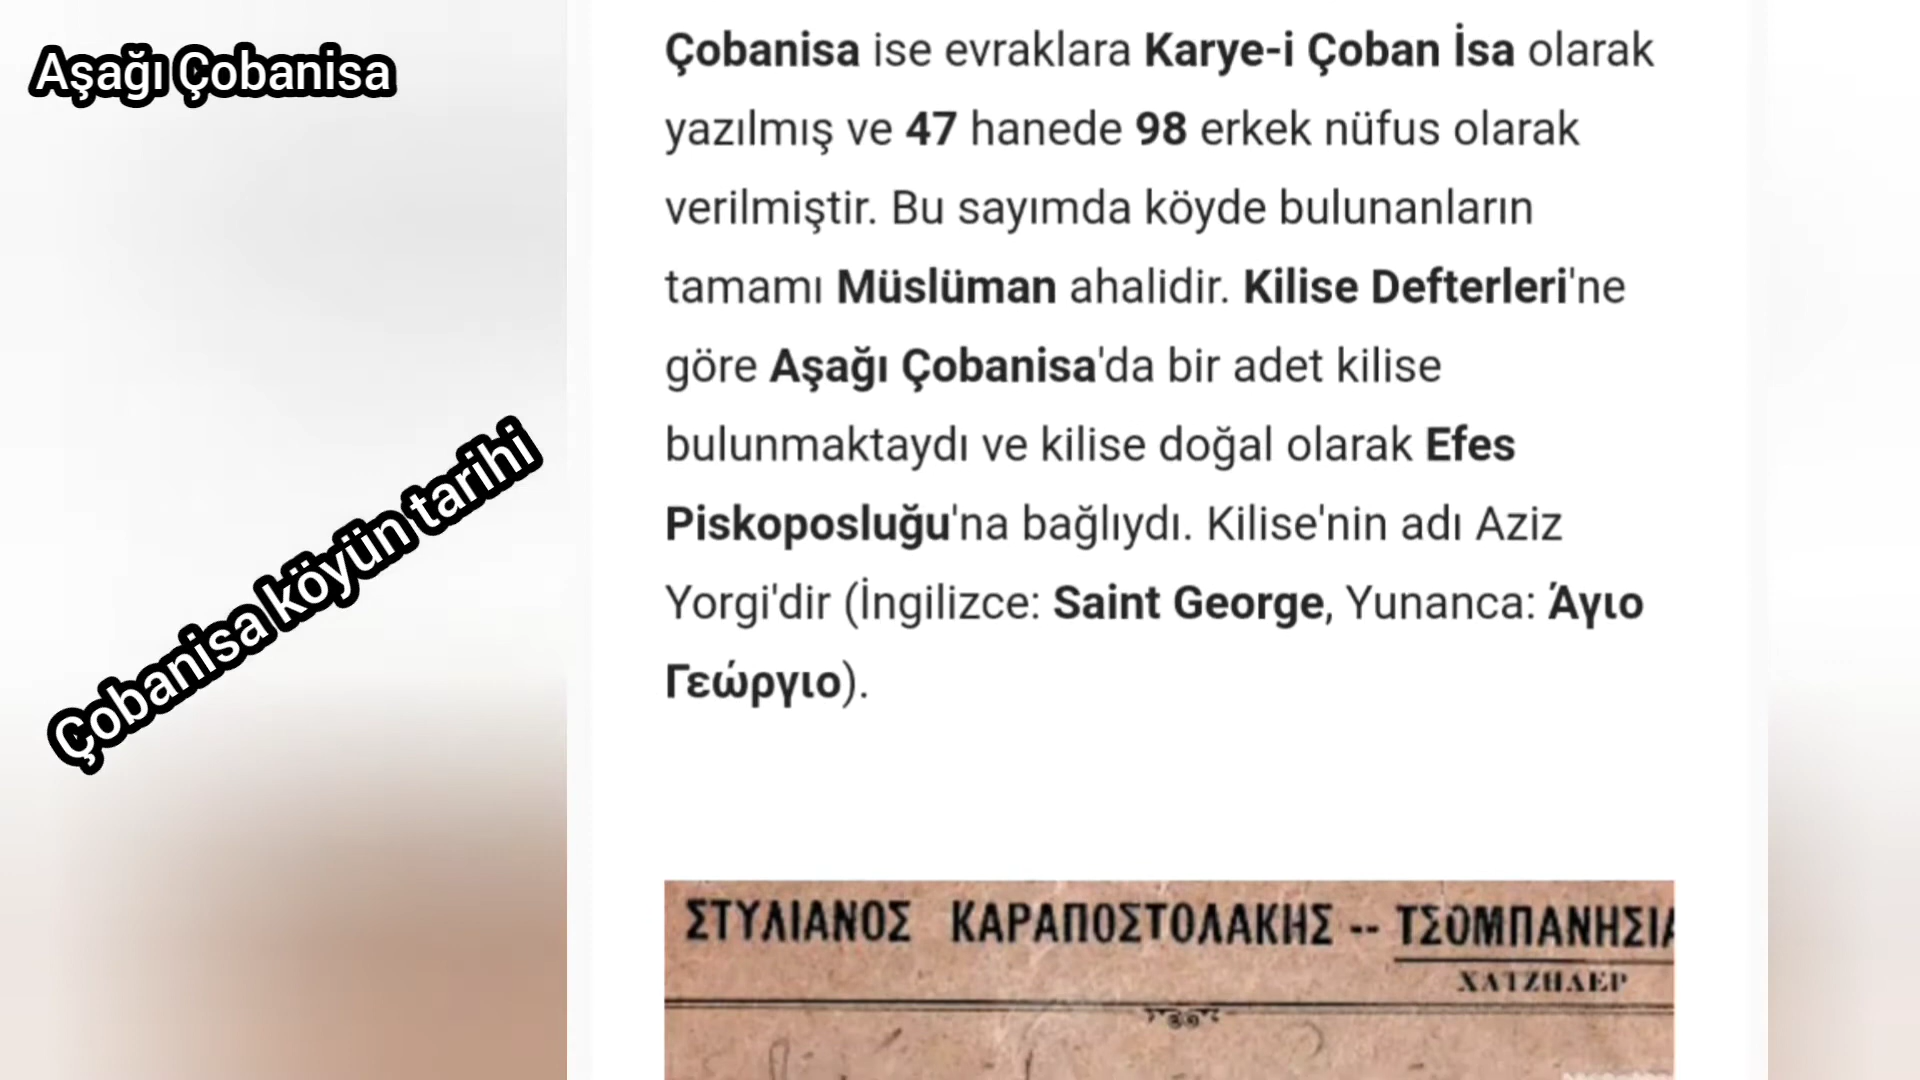 Aşağı Çobanisa
Çobanisa köyün tarihi
Çobanisa ise evraklara Karye-i Çoban İsa olarak
yazılmış ve 47 hanede 98 erkek nüfus olarak
verilmiştir. Bu sayımda köyde bulunanların
tamamı Müslüman ahalidir. Kilise Defterleri'ne
göre Aşağı Çobanisa'da bir adet kilise
bulunmaktaydı ve kilise doğal olarak Efes
Piskoposluğu'na bağlıydı. Kilise'nin adı Aziz
Yorgi'dir (İngilizce: Saint George, Yunanca: Άγιο
Γεώργιο).
ΣΤΥΛΙΑΝΟΣ ΚΑΡΑΠΟΣΤΟΛΑΚΗΣ -- ΤΣΟΜΠΑΝΗΣΙΑ
ΧΑΤΖΗΛΕΡ